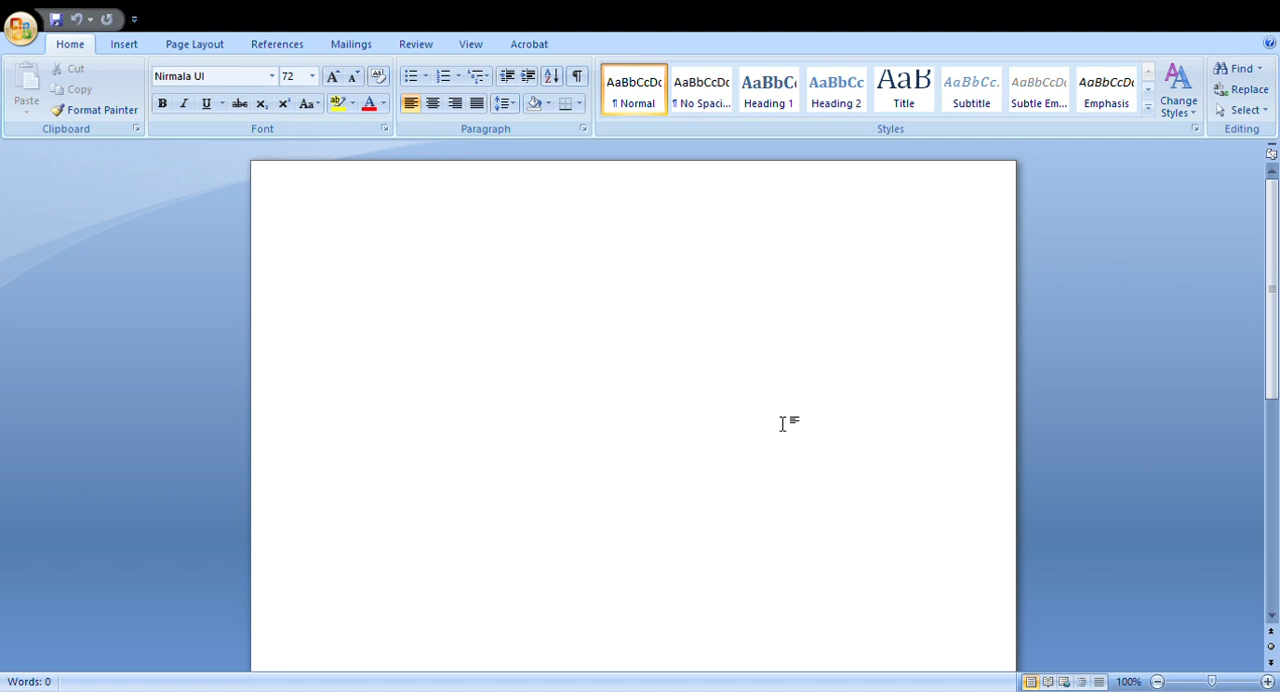 Home Insert Page Layout References Mailings Review View Acrobat
Paste Cut Copy Format Painter Clipboard
Nirmala UI 72 Font
Paragraph
AaBbCcDc AaBbCcDc AaBbC AaBbCc AaB AaBbCc. AaBbCcDc AaBbCcDc
¶ Normal ¶ No Spaci... Heading 1 Heading 2 Title Subtitle Subtle Em... Emphasis
Change Styles Styles
Find Replace Select Editing
Words: 0 100%